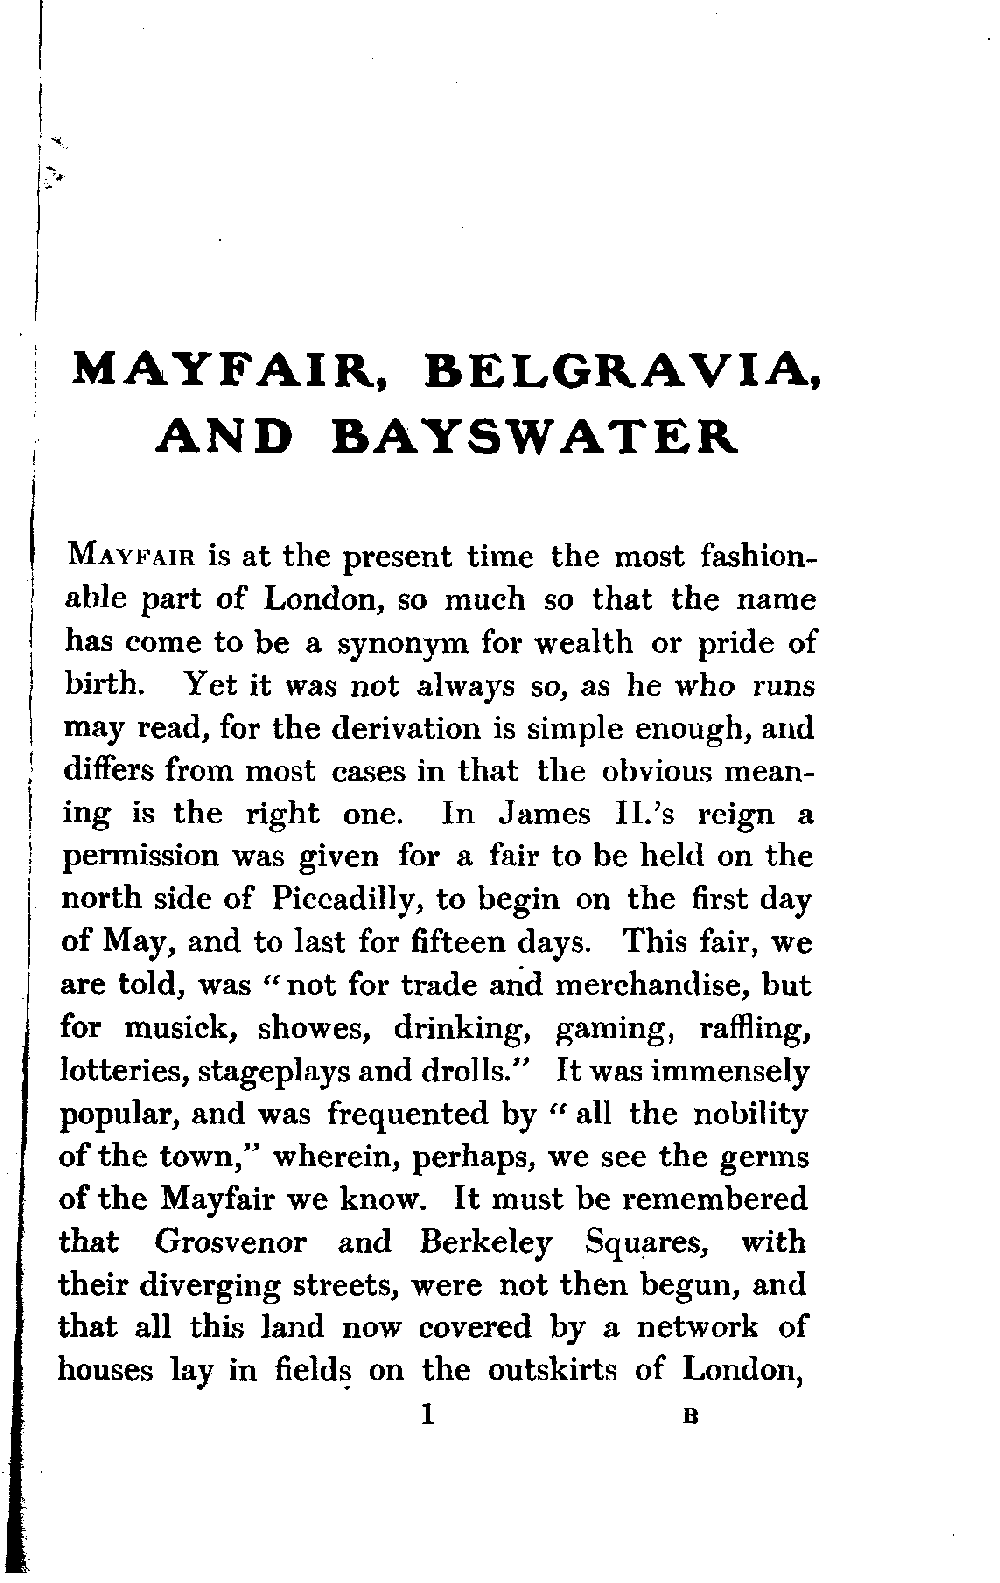 MAYFAIR, BELGRAVIA,
AND BAYSWATER
MAYFAIR is at the present time the most fashion-
able part of London, so much so that the name
has come to be a synonym for wealth or pride of
birth. Yet it was not always so, as he who runs
may read, for the derivation is simple enough, and
differs from most cases in that the obvious mean-
ing is the right one. In James II.'s reign a
permission was given for a fair to be held on the
north side of Piccadilly, to begin on the first day
of May, and to last for fifteen days. This fair, we
are told, was "not for trade and merchandise, but
for musick, showes, drinking, gaming, raffling,
lotteries, stageplays and drolls." It was immensely
popular, and was frequented by "all the nobility
of the town," wherein, perhaps, we see the germs
of the Mayfair we know. It must be remembered
that Grosvenor and Berkeley Squares, with
their diverging streets, were not then begun, and
that all this land now covered by a network of
houses lay in fields on the outskirts of London,
1 B